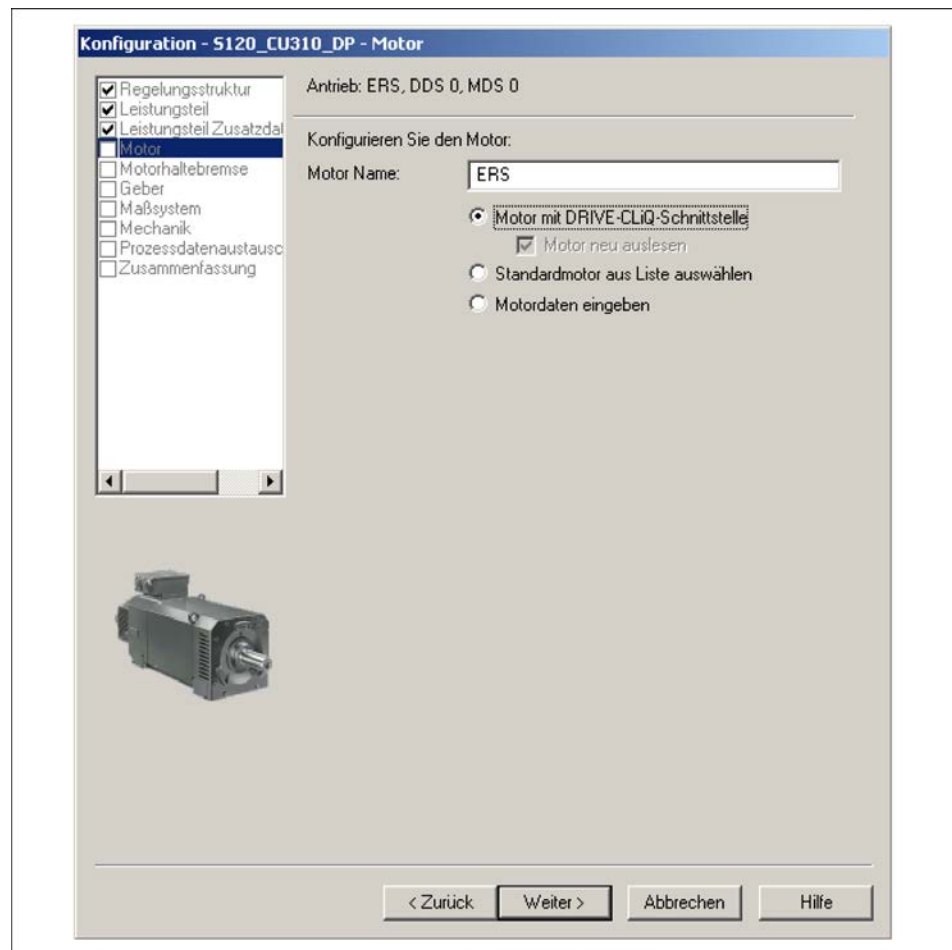 Konfiguration - S120_CU310_DP - Motor
Regelungsstruktur
Leistungsteil
Leistungsteil Zusatzdat
Motor
Motorhaltebremse
Geber
Maßsystem
Mechanik
Prozessdatenaustausc
Zusammenfassung
Antrieb: ERS, DDS 0, MDS 0
Konfigurieren Sie den Motor:
Motor Name: ERS
Motor mit DRIVE-CLiQ-Schnittstelle
Motor neu auslesen
Standardmotor aus Liste auswählen
Motordaten eingeben
< Zurück Weiter > Abbrechen Hilfe